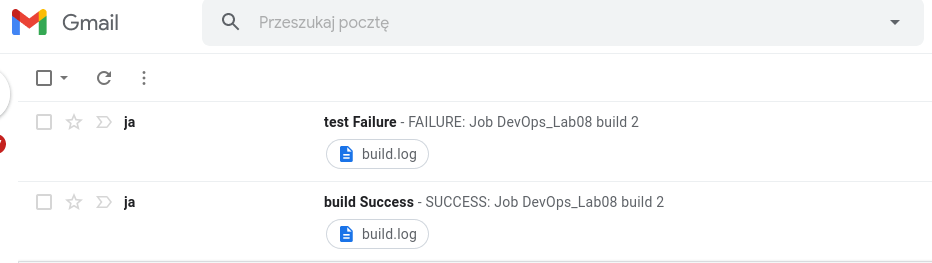 Gmail
Przeszukaj pocztę
ja test Failure - FAILURE: Job DevOps_Lab08 build 2
build.log
ja build Success - SUCCESS: Job DevOps_Lab08 build 2
build.log